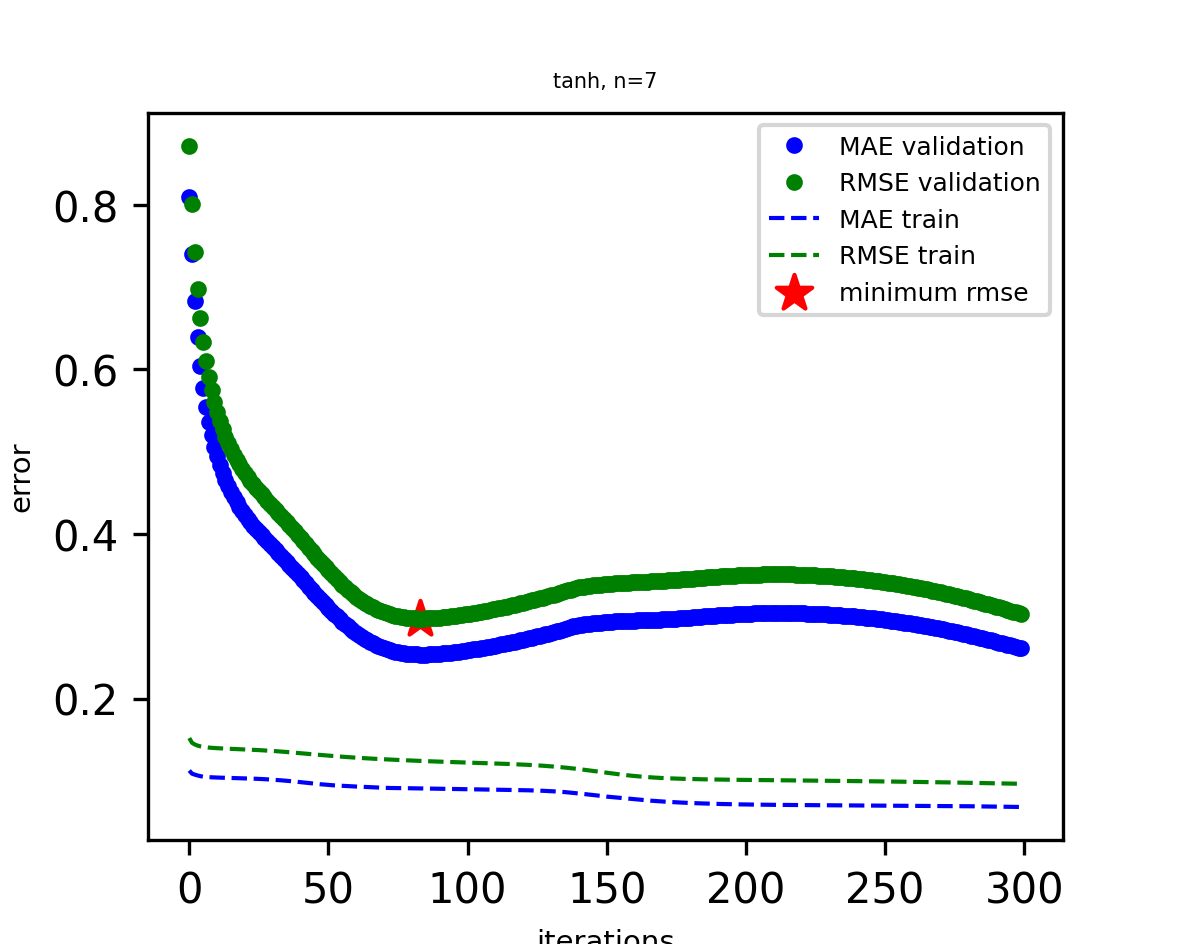 tanh, n=7
MAE validation
RMSE validation
MAE train
RMSE train
minimum rmse
error
0.8
0.6
0.4
0.2
0 50 100 150 200 250 300
iterations